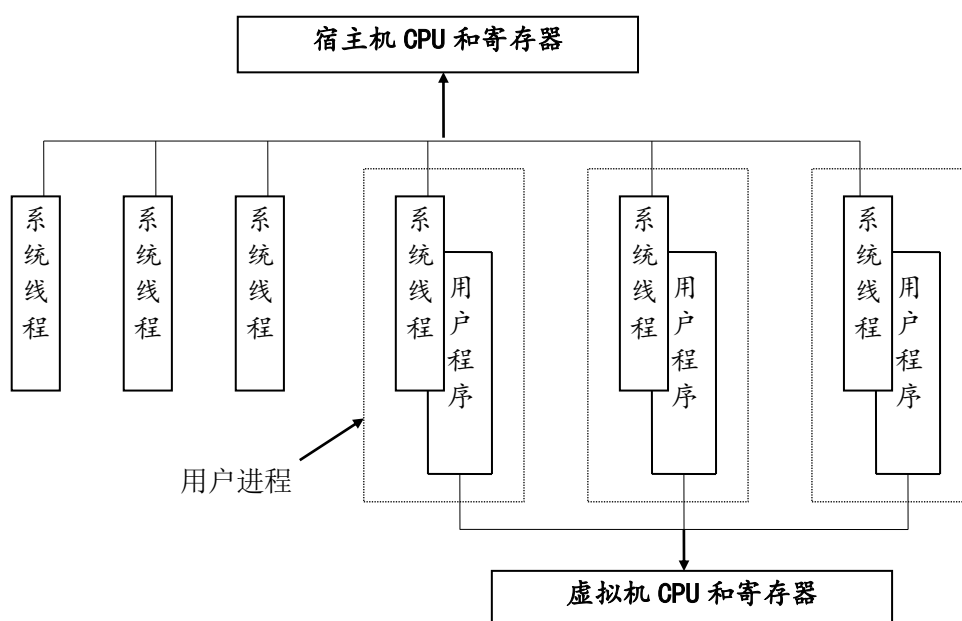 宿主机 CPU 和寄存器
系统线程
系统线程
系统线程
系统线程
用户程序
系统线程
用户程序
系统线程
用户程序
用户进程
虚拟机 CPU 和寄存器